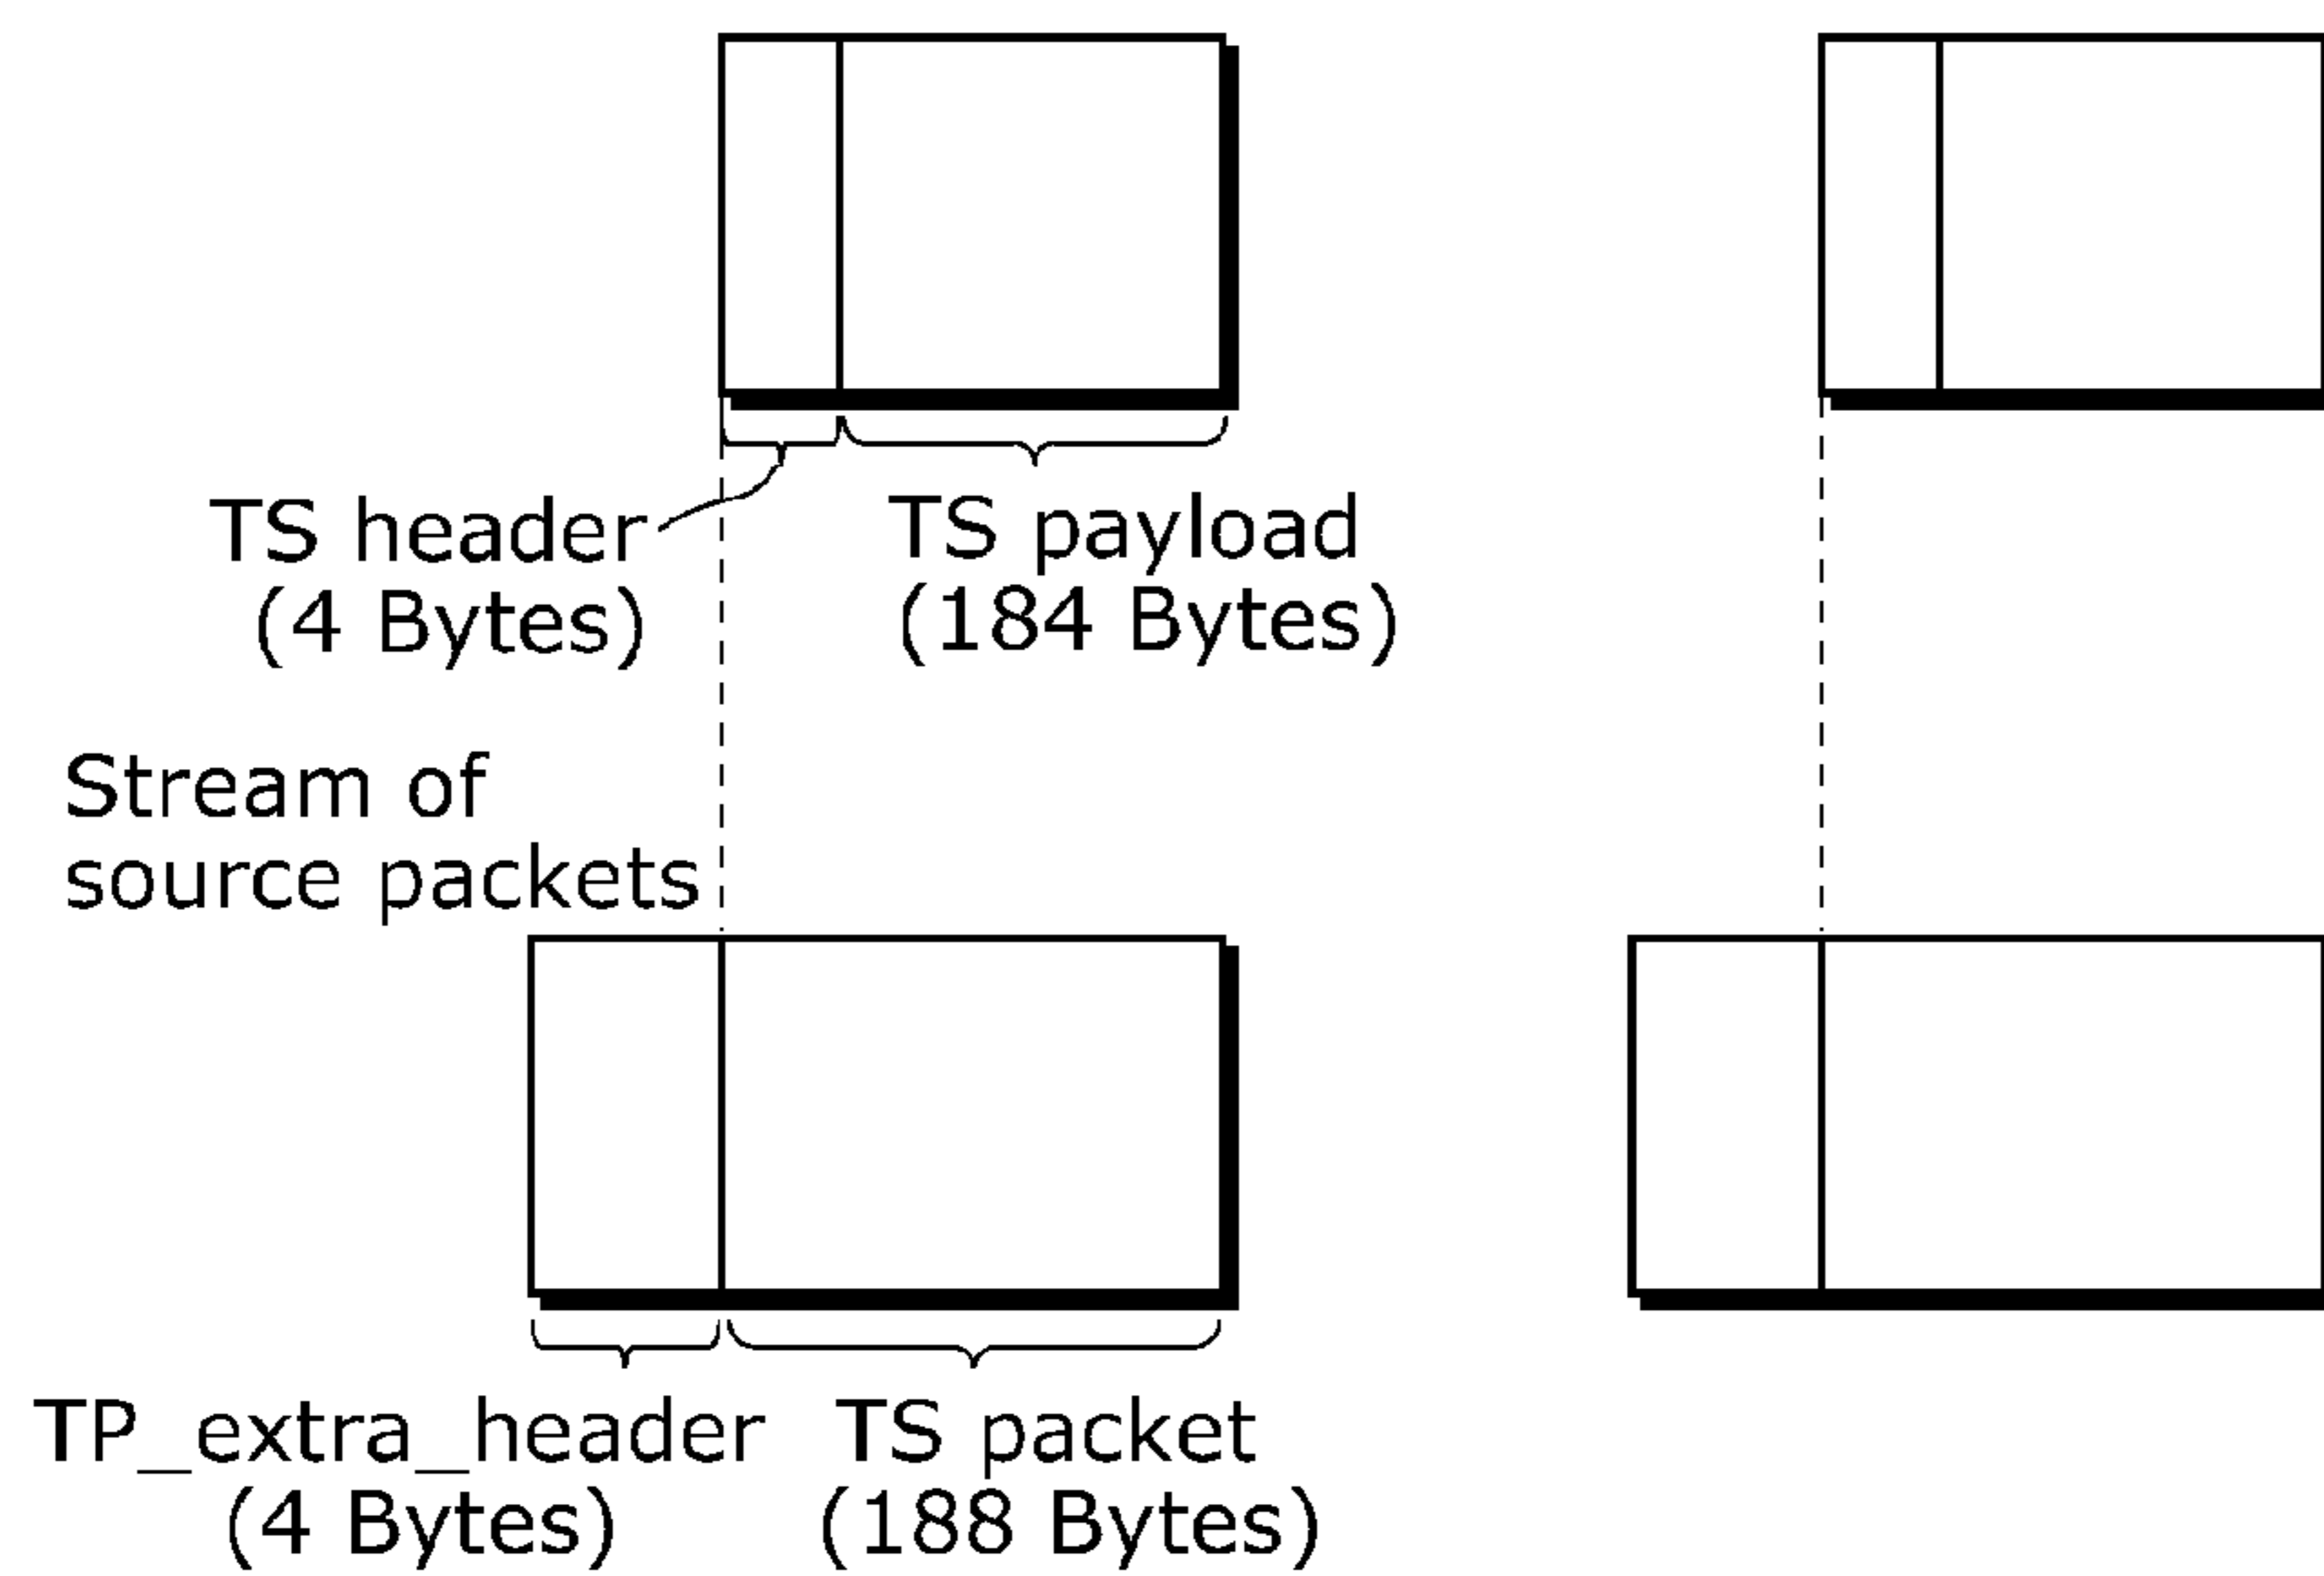 TS header
(4 Bytes)
TS payload
(184 Bytes)
Stream of
source packets
TP_extra_header
(4 Bytes)
TS packet
(188 Bytes)